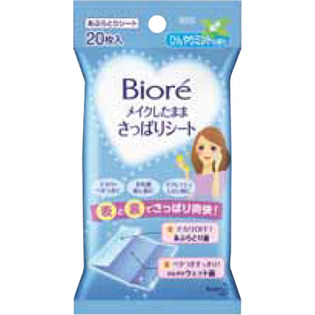 あぶらとりシート
20枚入
ひんやりミント
Bioré
メイクしたまま
さっぱりシート
表と裏でさっぱり爽快!
テカリOFF!
あぶらとり面
ベタつきすっきり!
ウェット面